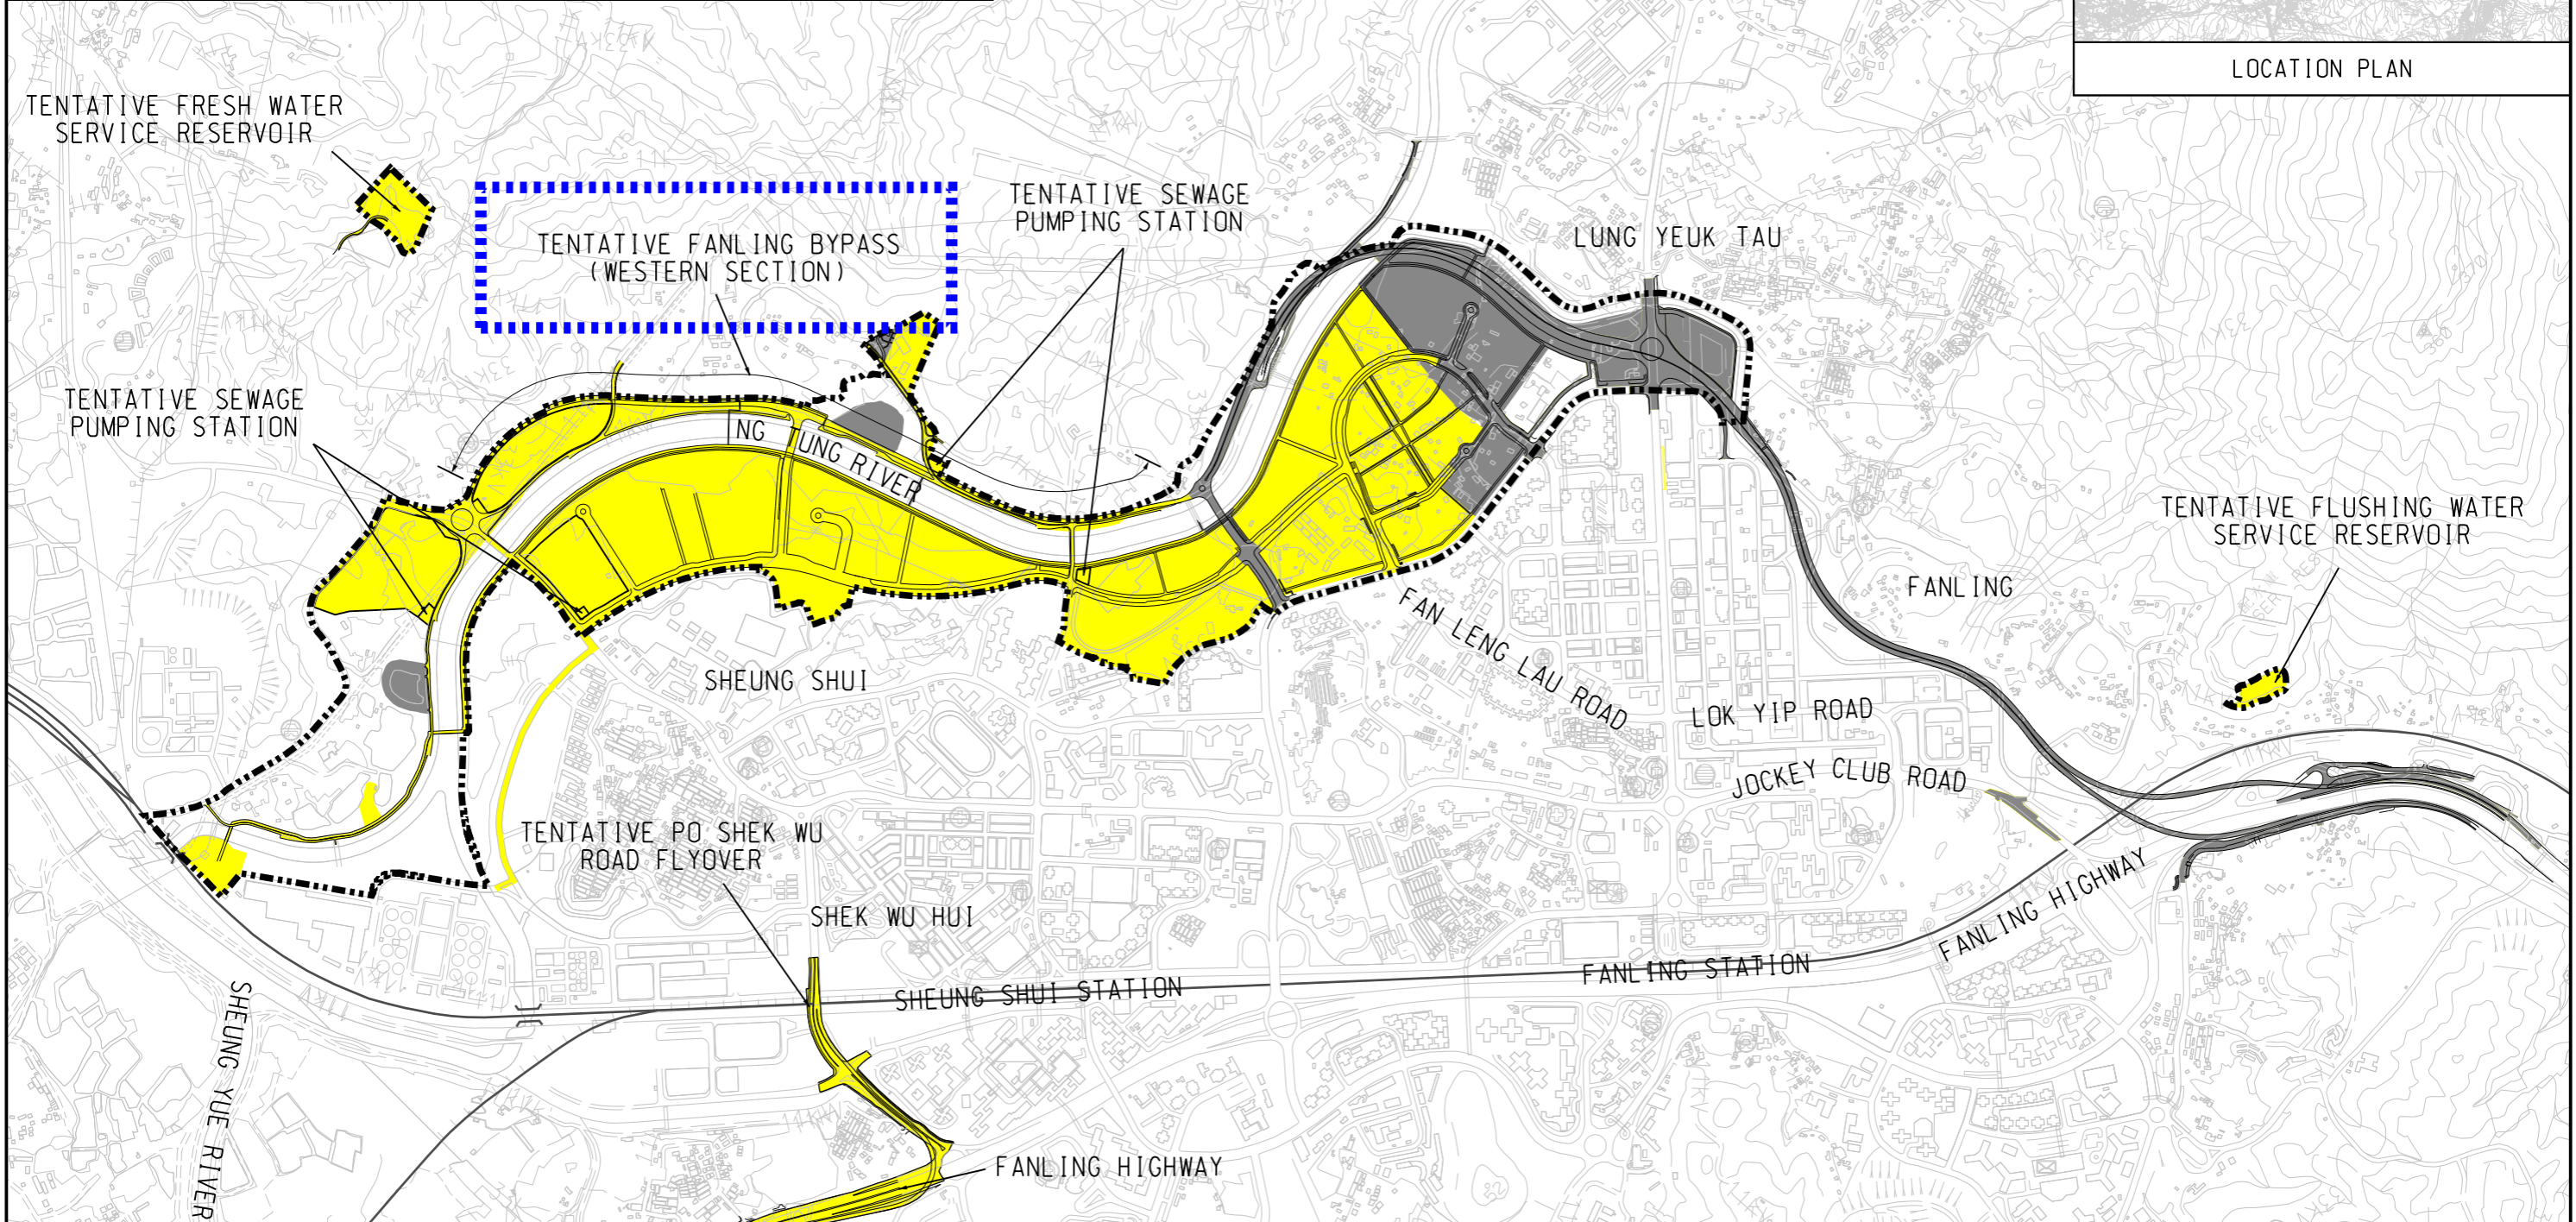 LOCATION PLAN
TENTATIVE FRESH WATER
SERVICE RESERVOIR
TENTATIVE FANLING BYPASS
(WESTERN SECTION)
TENTATIVE SEWAGE
PUMPING STATION
LUNG YEUK TAU
TENTATIVE SEWAGE
PUMPING STATION
NG
UNG RIVER
TENTATIVE FLUSHING WATER
SERVICE RESERVOIR
FANLING
FAN LENG LAU ROAD
SHEUNG SHUI
LOK YIP ROAD
JOCKEY CLUB ROAD
TENTATIVE PO SHEK WU
ROAD FLYOVER
SHEK WU HUI
FANLING HIGHWAY
FANLING STATION
SHEUNG SHUI STATION
SHEUNG YUE RIVER
FANLING HIGHWAY